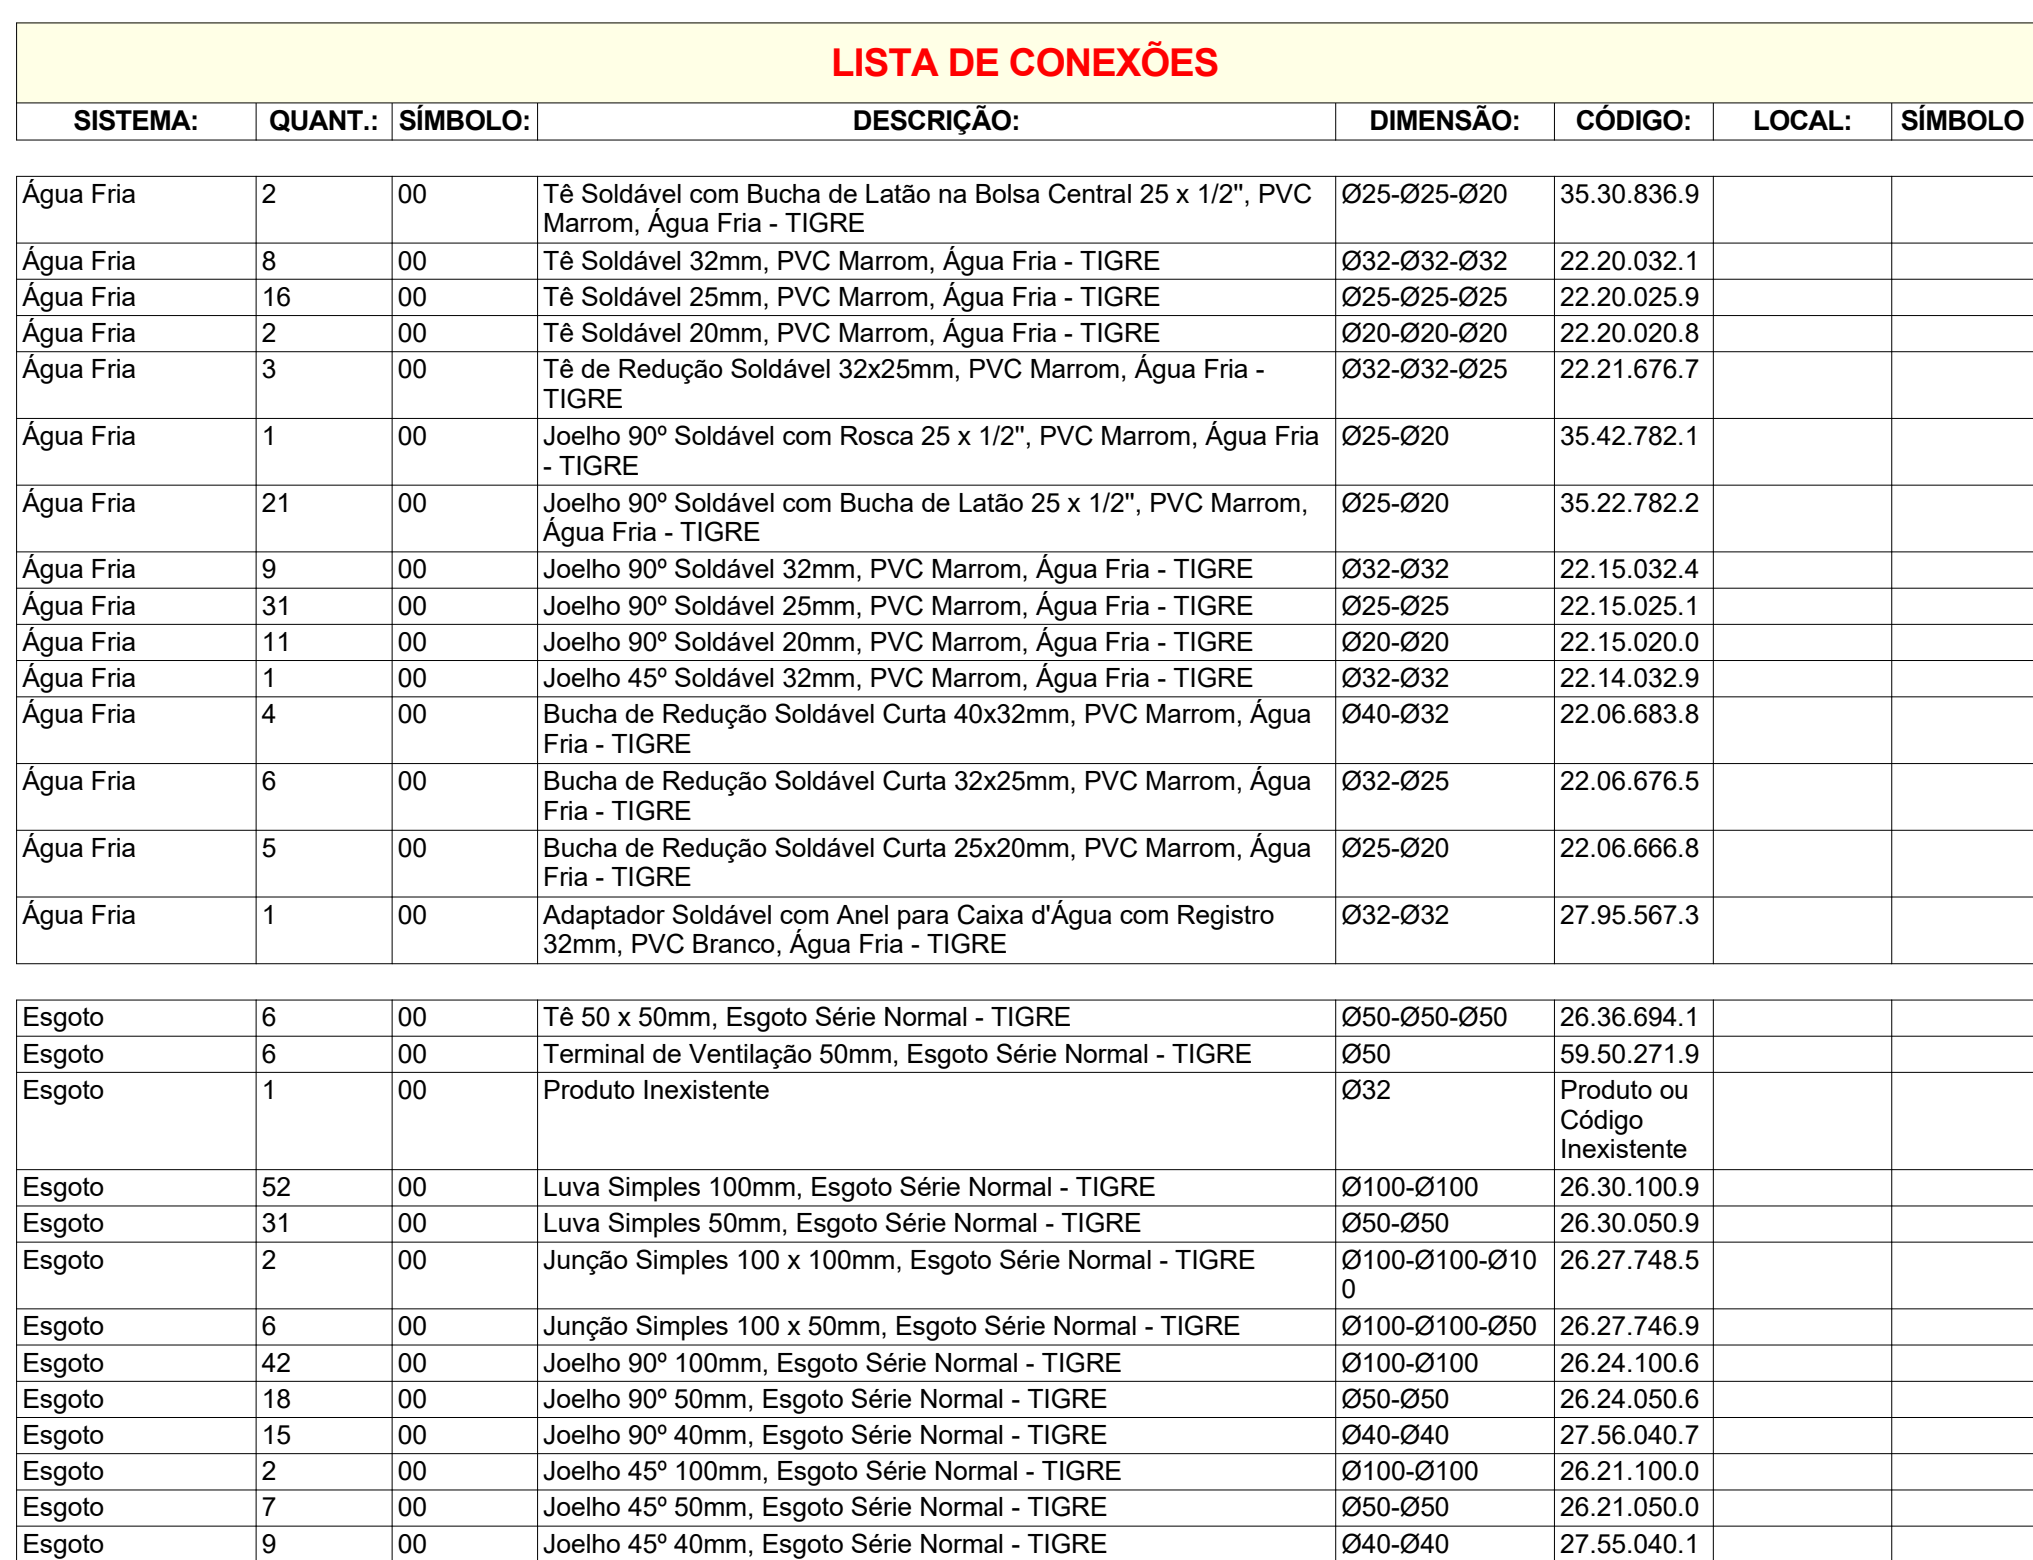 LISTA DE CONEXÕES
SISTEMA: QUANT.: SÍMBOLO: DESCRIÇÃO: DIMENSÃO: CÓDIGO: LOCAL: SÍMBOLO
Água Fria 2 00 Tê Soldável com Bucha de Latão na Bolsa Central 25 x 1/2", PVC Ø25-Ø25-Ø20 35.30.836.9
Marrom, Água Fria - TIGRE
Água Fria 8 00 Tê Soldável 32mm, PVC Marrom, Água Fria - TIGRE Ø32-Ø32-Ø32 22.20.032.1
Água Fria 16 00 Tê Soldável 25mm, PVC Marrom, Água Fria - TIGRE Ø25-Ø25-Ø25 22.20.025.9
Água Fria 2 00 Tê Soldável 20mm, PVC Marrom, Água Fria - TIGRE Ø20-Ø20-Ø20 22.20.020.8
Água Fria 3 00 Tê de Redução Soldável 32x25mm, PVC Marrom, Água Fria - Ø32-Ø32-Ø25 22.21.676.7
TIGRE
Água Fria 1 00 Joelho 90º Soldável com Rosca 25 x 1/2", PVC Marrom, Água Fria Ø25-Ø20 35.42.782.1
- TIGRE
Água Fria 21 00 Joelho 90º Soldável com Bucha de Latão 25 x 1/2", PVC Marrom, Ø25-Ø20 35.22.782.2
Água Fria - TIGRE
Água Fria 9 00 Joelho 90º Soldável 32mm, PVC Marrom, Água Fria - TIGRE Ø32-Ø32 22.15.032.4
Água Fria 31 00 Joelho 90º Soldável 25mm, PVC Marrom, Água Fria - TIGRE Ø25-Ø25 22.15.025.1
Água Fria 11 00 Joelho 90º Soldável 20mm, PVC Marrom, Água Fria - TIGRE Ø20-Ø20 22.15.020.0
Água Fria 1 00 Joelho 45º Soldável 32mm, PVC Marrom, Água Fria - TIGRE Ø32-Ø32 22.14.032.9
Água Fria 4 00 Bucha de Redução Soldável Curta 40x32mm, PVC Marrom, Água Ø40-Ø32 22.06.683.8
Fria - TIGRE
Água Fria 6 00 Bucha de Redução Soldável Curta 32x25mm, PVC Marrom, Água Ø32-Ø25 22.06.676.5
Fria - TIGRE
Água Fria 5 00 Bucha de Redução Soldável Curta 25x20mm, PVC Marrom, Água Ø25-Ø20 22.06.666.8
Fria - TIGRE
Água Fria 1 00 Adaptador Soldável com Anel para Caixa d'Água com Registro Ø32-Ø32 27.95.567.3
32mm, PVC Branco, Água Fria - TIGRE
Esgoto 6 00 Tê 50 x 50mm, Esgoto Série Normal - TIGRE Ø50-Ø50-Ø50 26.36.694.1
Esgoto 6 00 Terminal de Ventilação 50mm, Esgoto Série Normal - TIGRE Ø50 59.50.271.9
Esgoto 1 00 Produto Inexistente Ø32 Produto ou
Código
Inexistente
Esgoto 52 00 Luva Simples 100mm, Esgoto Série Normal - TIGRE Ø100-Ø100 26.30.100.9
Esgoto 31 00 Luva Simples 50mm, Esgoto Série Normal - TIGRE Ø50-Ø50 26.30.050.9
Esgoto 2 00 Junção Simples 100 x 100mm, Esgoto Série Normal - TIGRE Ø100-Ø100-Ø10 26.27.748.5
0
Esgoto 6 00 Junção Simples 100 x 50mm, Esgoto Série Normal - TIGRE Ø100-Ø100-Ø50 26.27.746.9
Esgoto 42 00 Joelho 90º 100mm, Esgoto Série Normal - TIGRE Ø100-Ø100 26.24.100.6
Esgoto 18 00 Joelho 90º 50mm, Esgoto Série Normal - TIGRE Ø50-Ø50 26.24.050.6
Esgoto 15 00 Joelho 90º 40mm, Esgoto Série Normal - TIGRE Ø40-Ø40 27.56.040.7
Esgoto 2 00 Joelho 45º 100mm, Esgoto Série Normal - TIGRE Ø100-Ø100 26.21.100.0
Esgoto 7 00 Joelho 45º 50mm, Esgoto Série Normal - TIGRE Ø50-Ø50 26.21.050.0
Esgoto 9 00 Joelho 45º 40mm, Esgoto Série Normal - TIGRE Ø40-Ø40 27.55.040.1